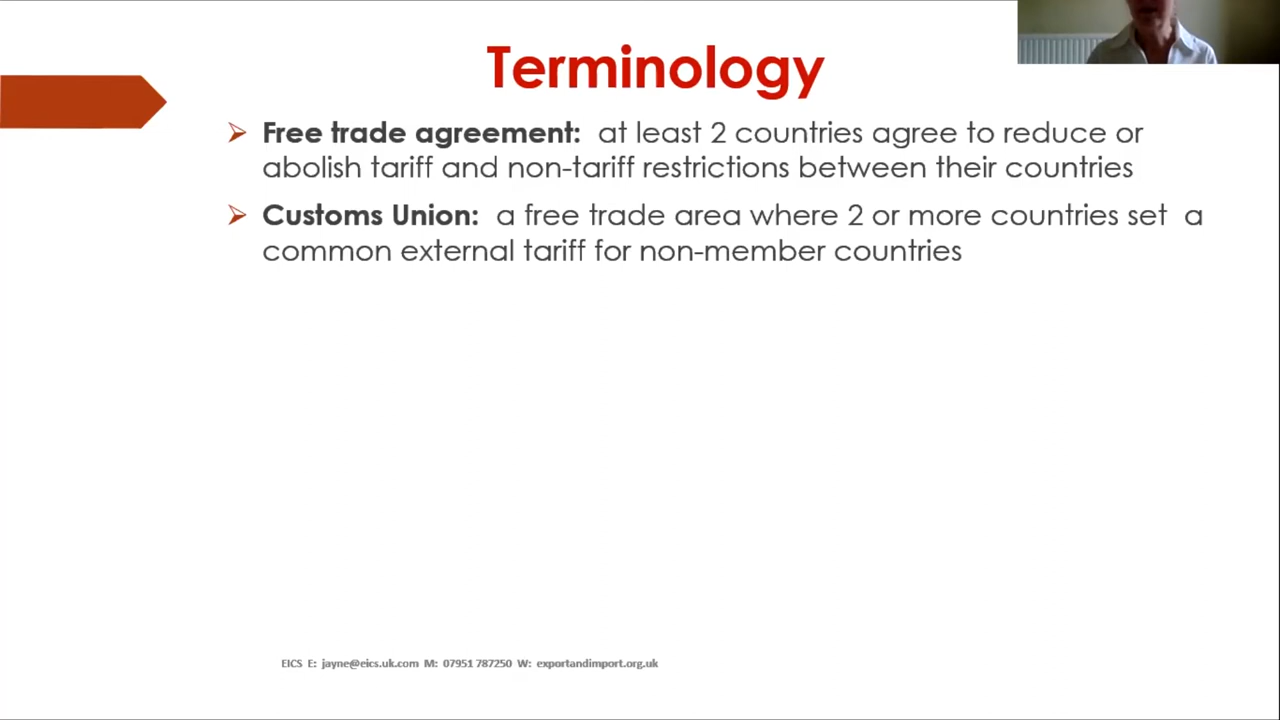 Terminology
Free trade agreement: at least 2 countries agree to reduce or
abolish tariff and non-tariff restrictions between their countries
Customs Union: a free trade area where 2 or more countries set a
common external tariff for non-member countries
EICS E: jayne@eics.uk.com M: 07951 787250 W: exportandimport.org.uk